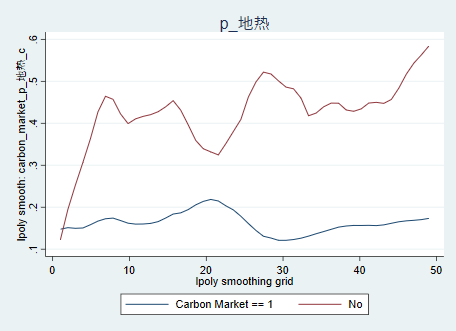 p_地热
lpoly smooth: carbon_market_p_地热_c
.6
.5
.4
.3
.2
.1
0
10
20
30
40
50
lpoly smoothing grid
Carbon Market == 1
No